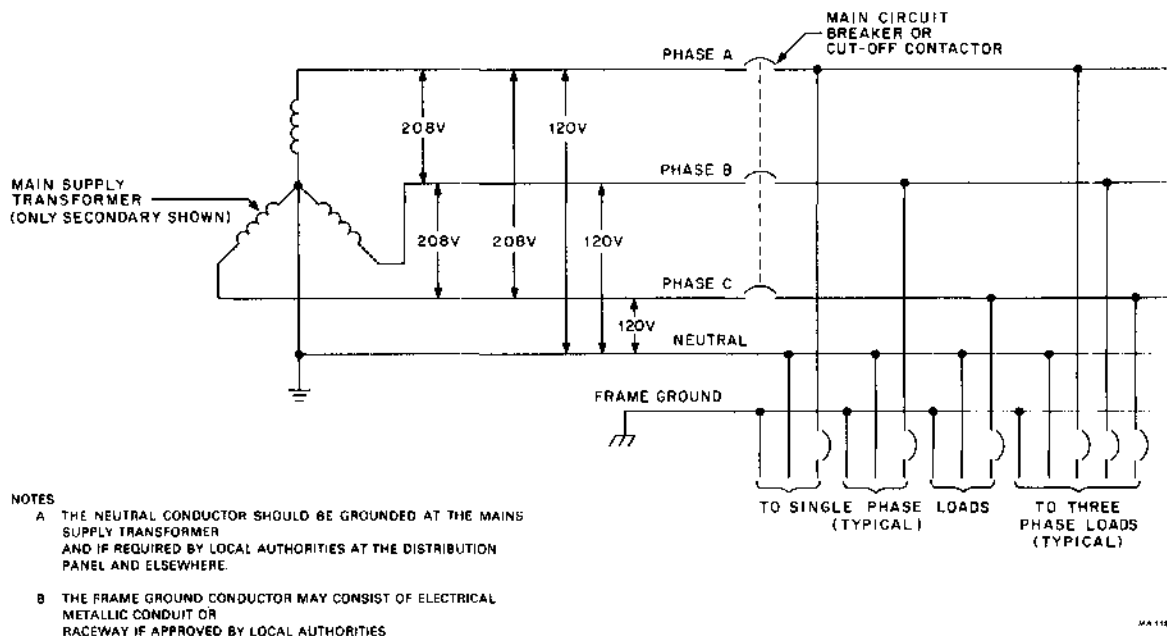 MAIN CIRCUIT
BREAKER OR
CUT-OFF CONTACTOR
PHASE A
208V
120V
MAIN SUPPLY
TRANSFORMER
(ONLY SECONDARY SHOWN)
PHASE B
208V
208V
120V
PHASE C
120V
NEUTRAL
FRAME GROUND
TO SINGLE PHASE LOADS
(TYPICAL)
TO THREE
PHASE LOADS
(TYPICAL)
NOTES
A THE NEUTRAL CONDUCTOR SHOULD BE GROUNDED AT THE MAINS
SUPPLY TRANSFORMER
AND IF REQUIRED BY LOCAL AUTHORITIES AT THE DISTRIBUTION
PANEL AND ELSEWHERE.
B THE FRAME GROUND CONDUCTOR MAY CONSIST OF ELECTRICAL
METALLIC CONDUIT OR
RACEWAY IF APPROVED BY LOCAL AUTHORITIES